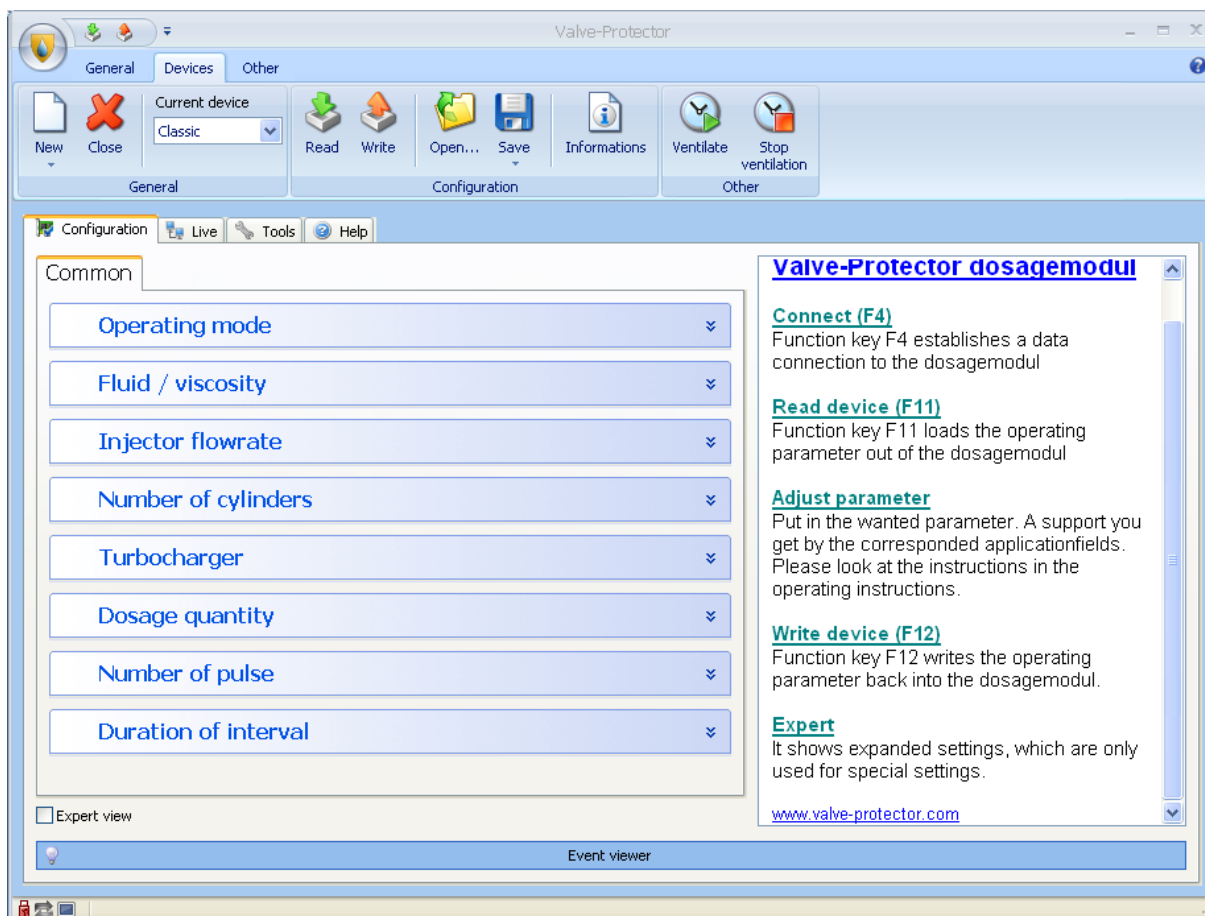 Valve-Protector
General
Devices
Other
Current device
Classic
New
Close
Read
Write
Open...
Save
Informations
Ventilate
Stop
ventilation
General
Configuration
Other
Configuration
Live
Tools
Help
Common
Operating mode
Fluid / viscosity
Injector flowrate
Number of cylinders
Turbocharger
Dosage quantity
Number of pulse
Duration of interval
Expert view
Valve-Protector dosagemodul
Connect (F4)
Function key F4 establishes a data
connection to the dosagemodul
Read device (F11)
Function key F11 loads the operating
parameter out of the dosagemodul
Adjust parameter
Put in the wanted parameter. A support you
get by the corresponded applicationfields.
Please look at the instructions in the
operating instructions.
Write device (F12)
Function key F12 writes the operating
parameter back into the dosagemodul.
Expert
It shows expanded settings, which are only
used for special settings.
www.valve-protector.com
Event viewer